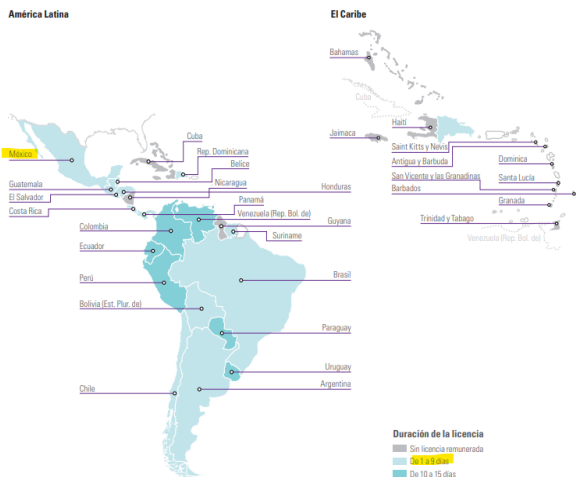 América Latina
El Caribe
Bahamas
Cuba
Haití
Jaimaca
Saint Kitts y Nevis
Antigua y Barbuda
Dominica
San Vicente y las Granadinas
Santa Lucía
Barbados
Granada
Trinidad y Tabago
Venezuela (Rep. Bol. de)
México
Cuba
Rep. Dominicana
Belice
Guatemala
Nicaragua
Honduras
El Salvador
Panamá
Costa Rica
Venezuela (Rep. Bol. de)
Colombia
Guyana
Suriname
Ecuador
Perú
Brasil
Bolivia (Est. Plur. de)
Paraguay
Uruguay
Chile
Argentina
Duración de la licencia
Sin licencia remunerada
De 1 a 9 días
De 10 a 15 días